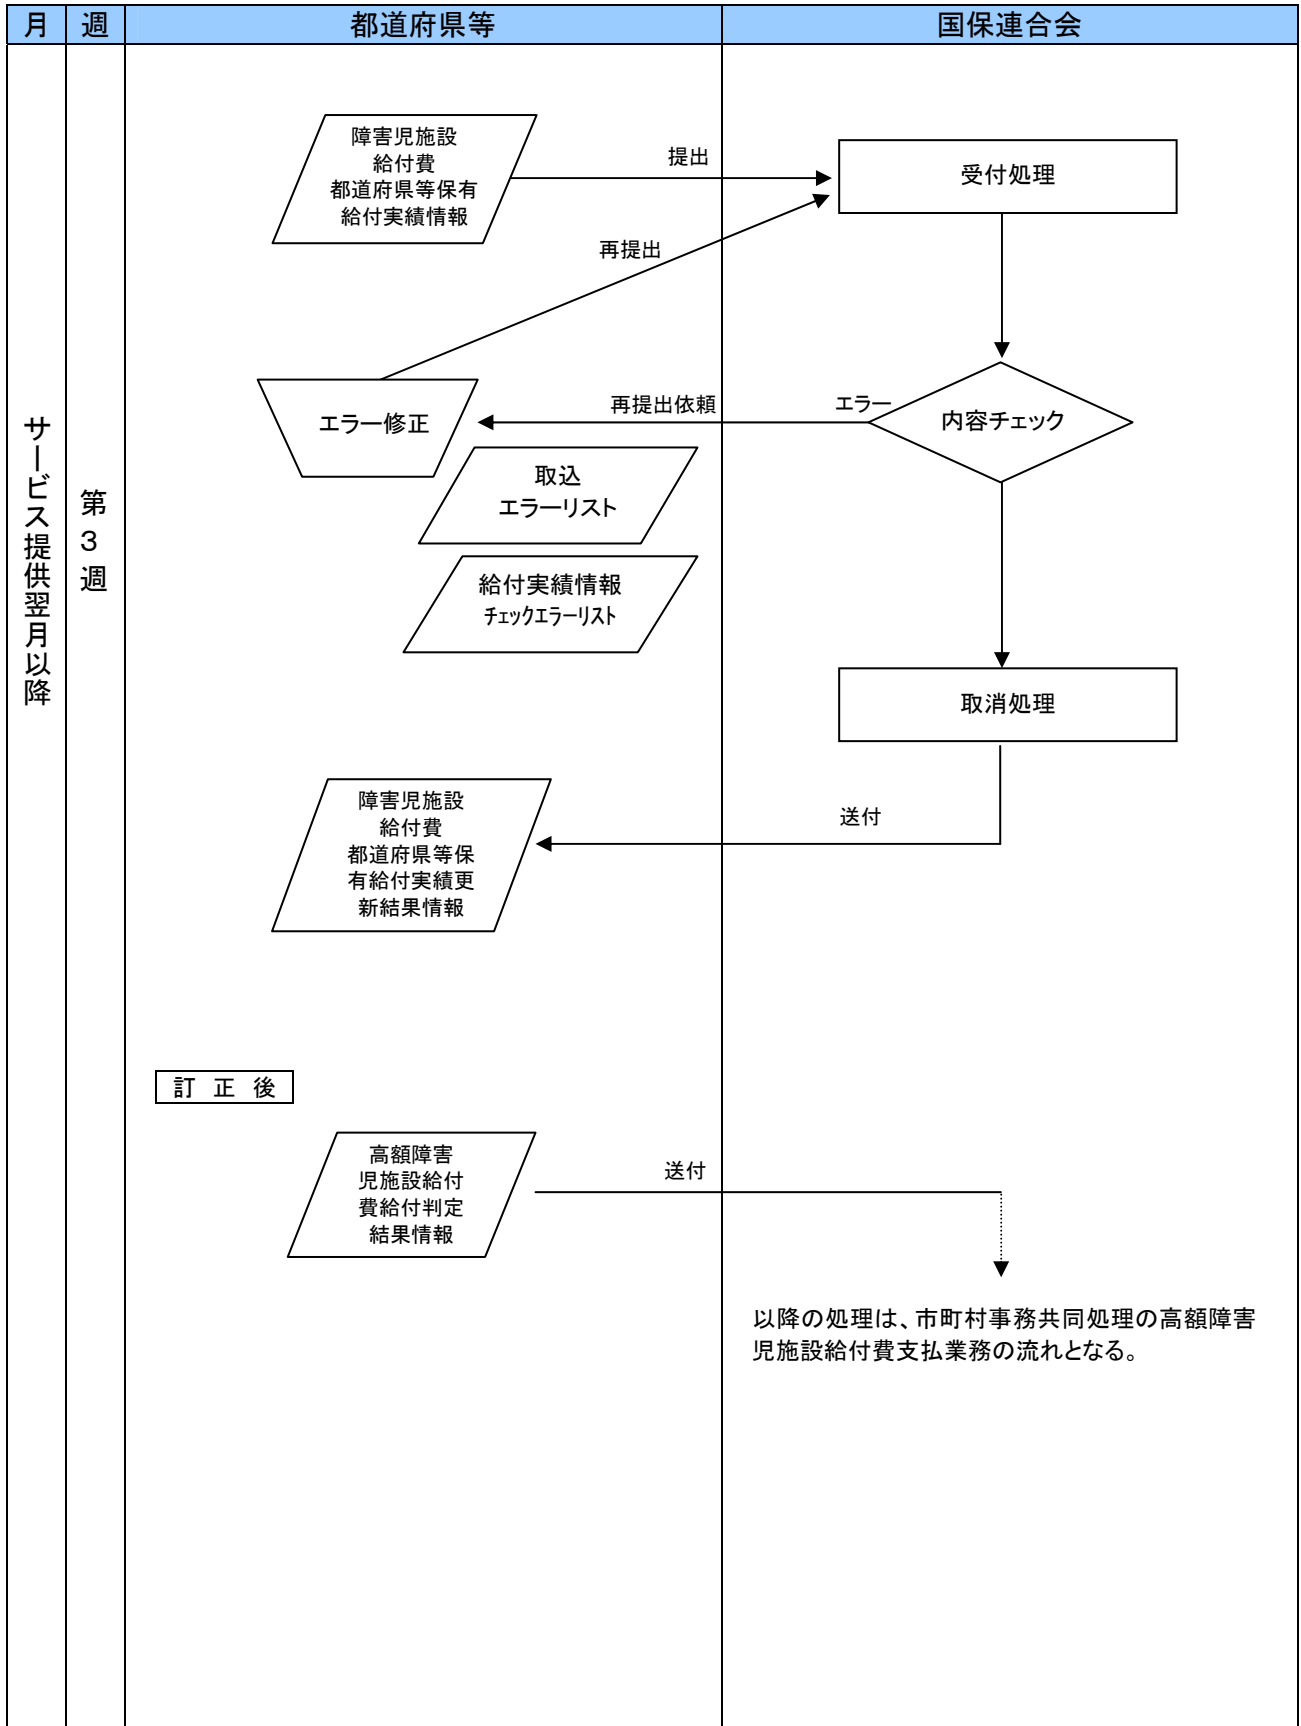 月 週 都道府県等 国保連合会
障害児施設
給付費
都道府県等保有
給付実績情報
提出
受付処理
再提出
エラー修正
再提出依頼
エラー
内容チェック
取込
エラーリスト
給付実績情報
チェックエラーリスト
サービス提供翌月以降
第3週
取消処理
障害児施設
給付費
都道府県等保
有給付実績更
新結果情報
送付
訂 正 後
高額障害
児施設給付
費給付判定
結果情報
送付
以降の処理は、市町村事務共同処理の高額障害
児施設給付費支払業務の流れとなる。